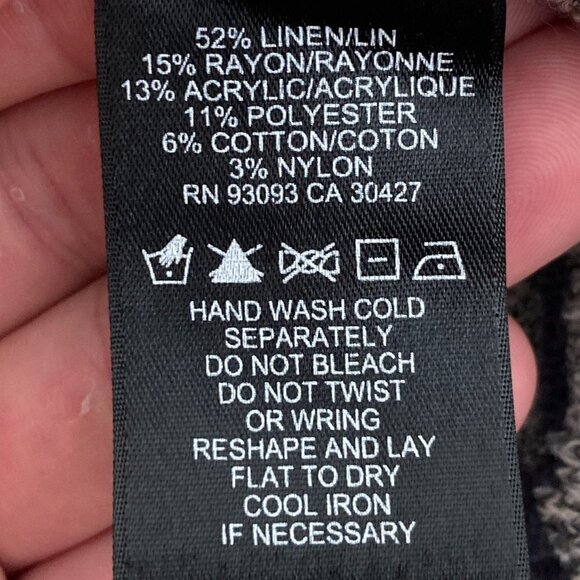 52% LINEN/LIN
15% RAYON/RAYONNE
13% ACRYLIC/ACRYLIQUE
11% POLYESTER
6% COTTON/COTON
3% NYLON
RN 93093 CA 30427
HAND WASH COLD
SEPARATELY
DO NOT BLEACH
DO NOT TWIST
OR WRING
RESHAPE AND LAY
FLAT TO DRY
COOL IRON
IF NECESSARY